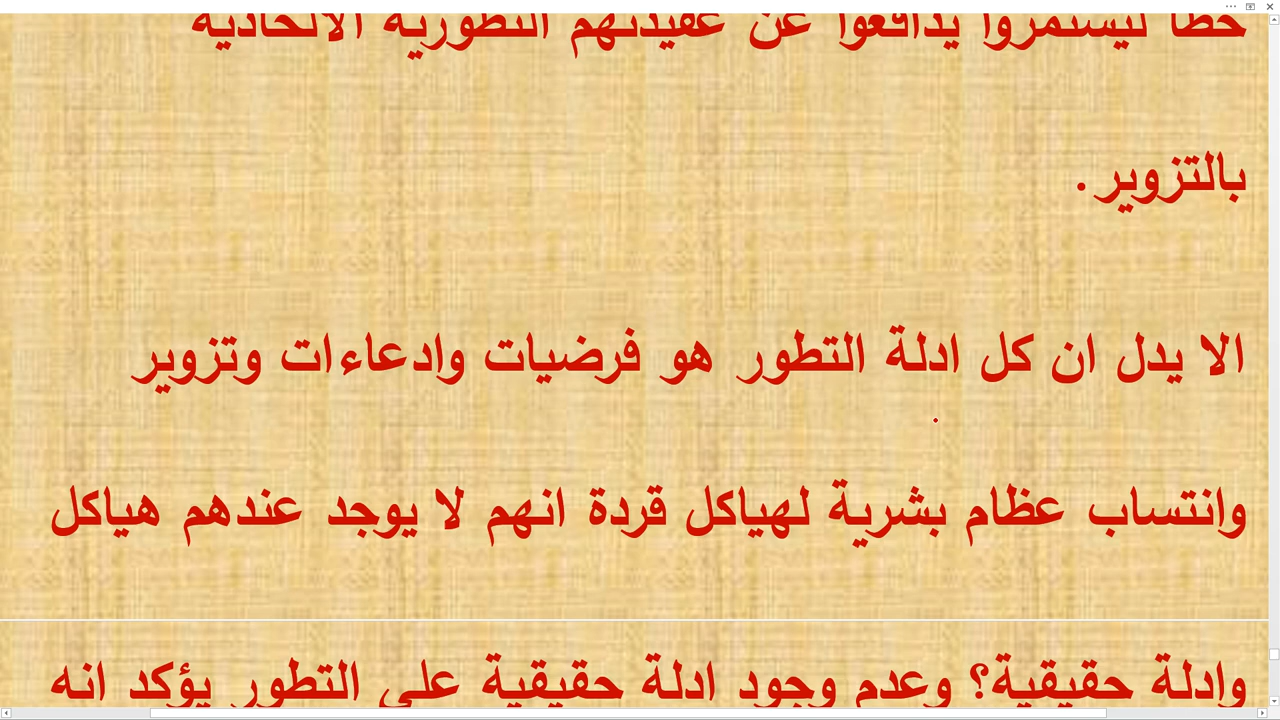 خطا ليستمروا يدافعوا عن عقيدتهم التطورية الالحادية
بالتزوير.
الا يدل ان كل ادلة التطور هو فرضيات وادعاءات وتزوير
وانتساب عظام بشرية لهياكل قردة انهم لا يوجد عندهم هياكل
وادلة حقيقية؟ وعدم وجود ادلة حقيقية على التطور يؤكد انه